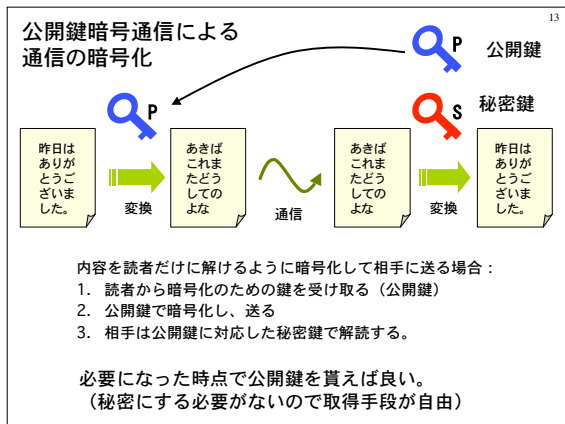 13
公開鍵暗号通信による
通信の暗号化
P
公開鍵
P
S
秘密鍵
昨日は
ありが
とうご
ざいま
した。
変換
あきば
これま
たどう
しての
よな
通信
あきば
これま
たどう
しての
よな
変換
昨日は
ありが
とうご
ざいま
した。
内容を読者だけに解けるように暗号化して相手に送る場合：
1. 読者から暗号化のための鍵を受け取る（公開鍵）
2. 公開鍵で暗号化し、送る
3. 相手は公開鍵に対応した秘密鍵で解読する。
必要になった時点で公開鍵を貰えば良い。
（秘密にする必要がないので取得手段が自由）